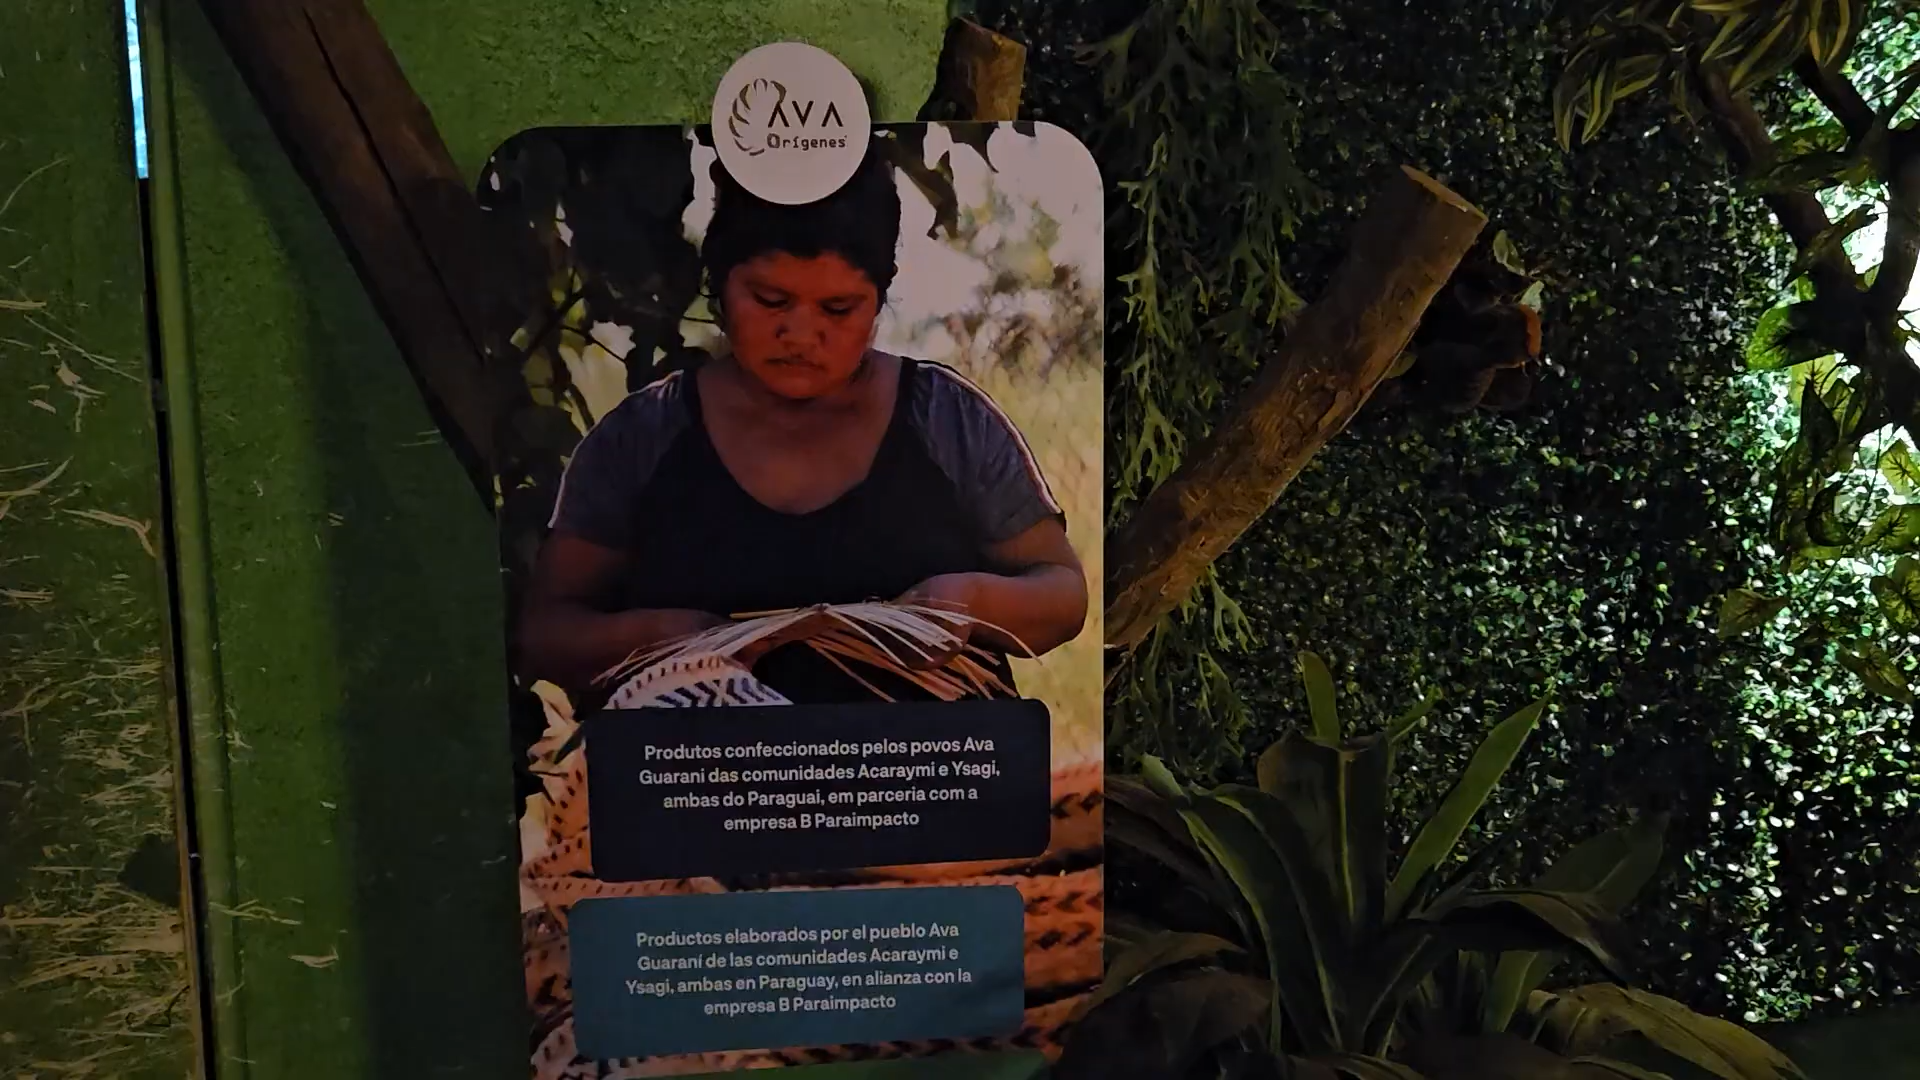 AVA
Orígenes
Produtos confeccionados pelos povos Ava
Guarani das comunidades Acaraymi e Ysagi,
ambas do Paraguai, em parceria com a
empresa B Paraimpacto
Productos elaborados por el pueblo Ava
Guaraní de las comunidades Acaraymi e
Ysagi, ambas en Paraguay, en alianza con la
empresa B Paraimpacto